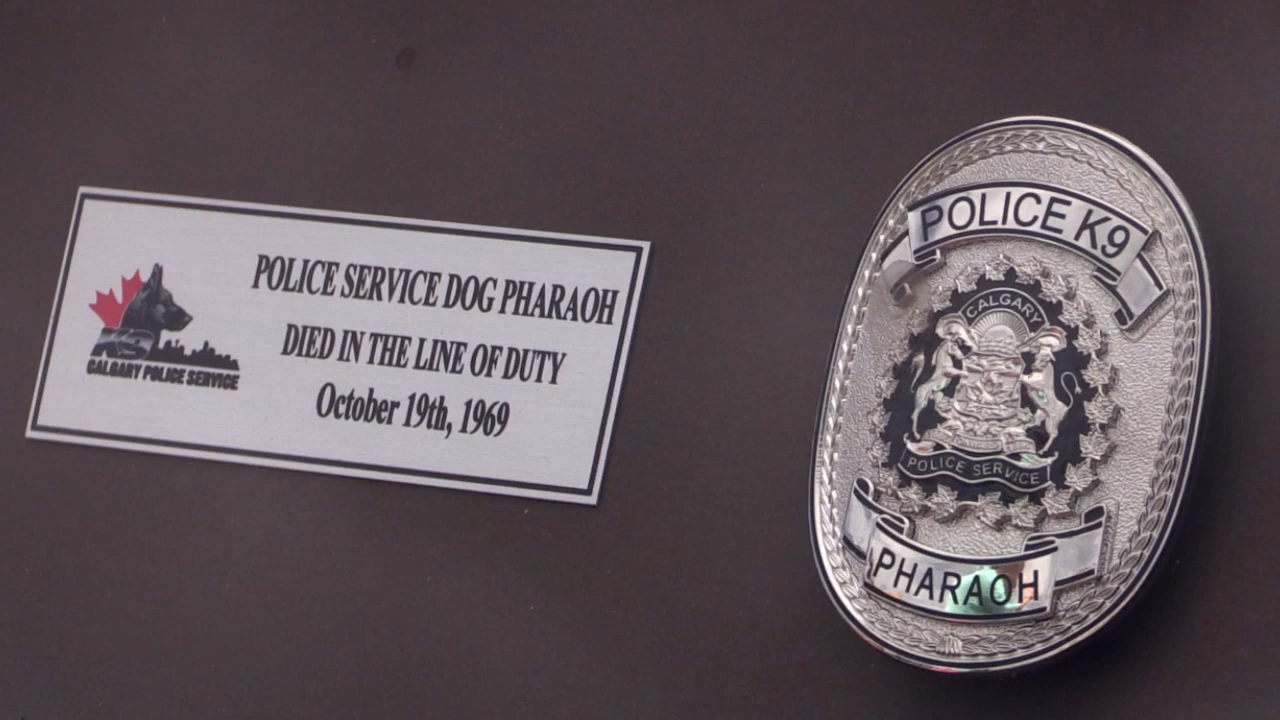 POLICE SERVICE DOG PHARAOH
DIED IN THE LINE OF DUTY
October 19th, 1969
K9
CALGARY POLICE SERVICE
POLICE K9
CALGARY
POLICE SERVICE
PHARAOH